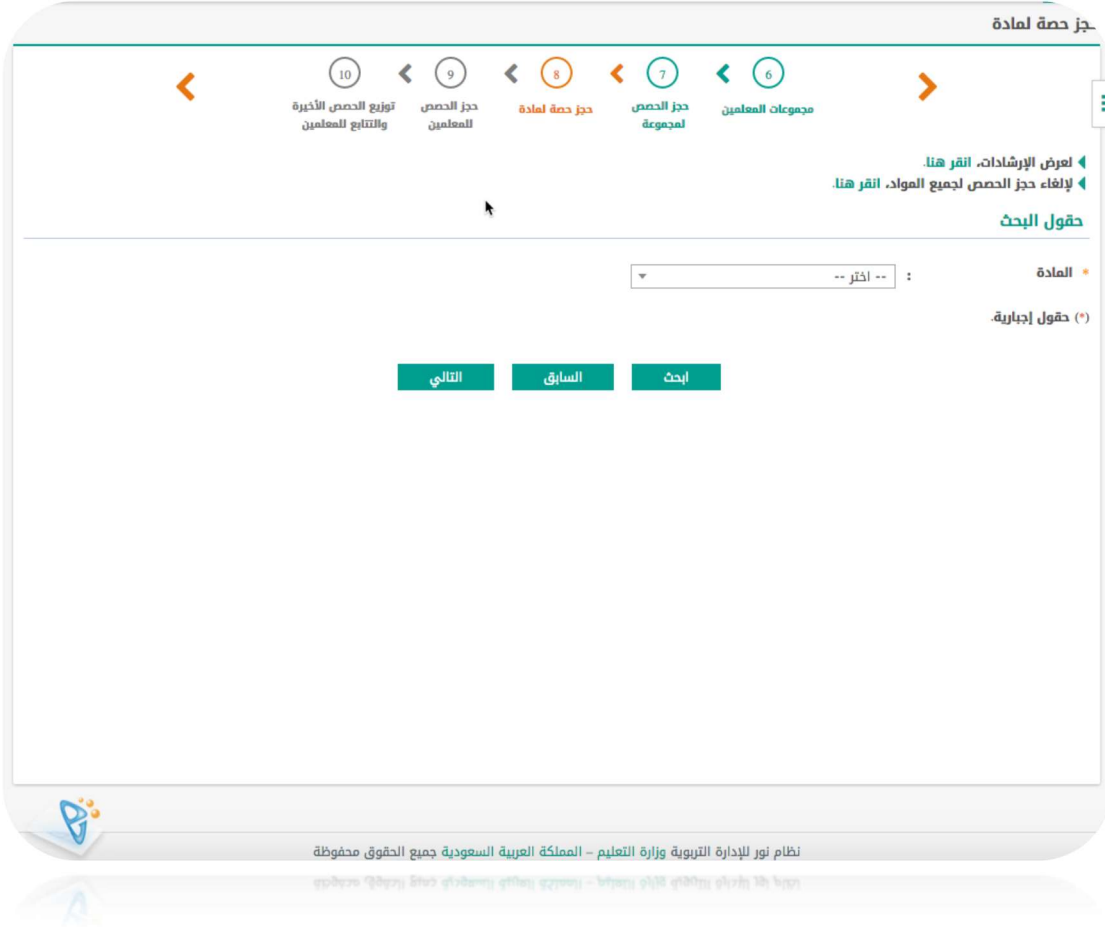 حجز حصة لمادة
6
7
8
9
10
مجموعات المعلمين
حجز الحصص
لمجموعة
حجز حصة لمادة
حجز الحصص
للمعلمين
توزيع الحصص الأخيرة
والتتابع للمعلمين
لعرض الإرشادات، انقر هنا.
لإلغاء حجز الحصص لجميع المواد، انقر هنا.
حقول البحث
* المادة : -- اختر --
(*) حقول إجبارية.
ابحث السابق التالي
نظام نور للإدارة التربوية وزارة التعليم – المملكة العربية السعودية جميع الحقوق محفوظة